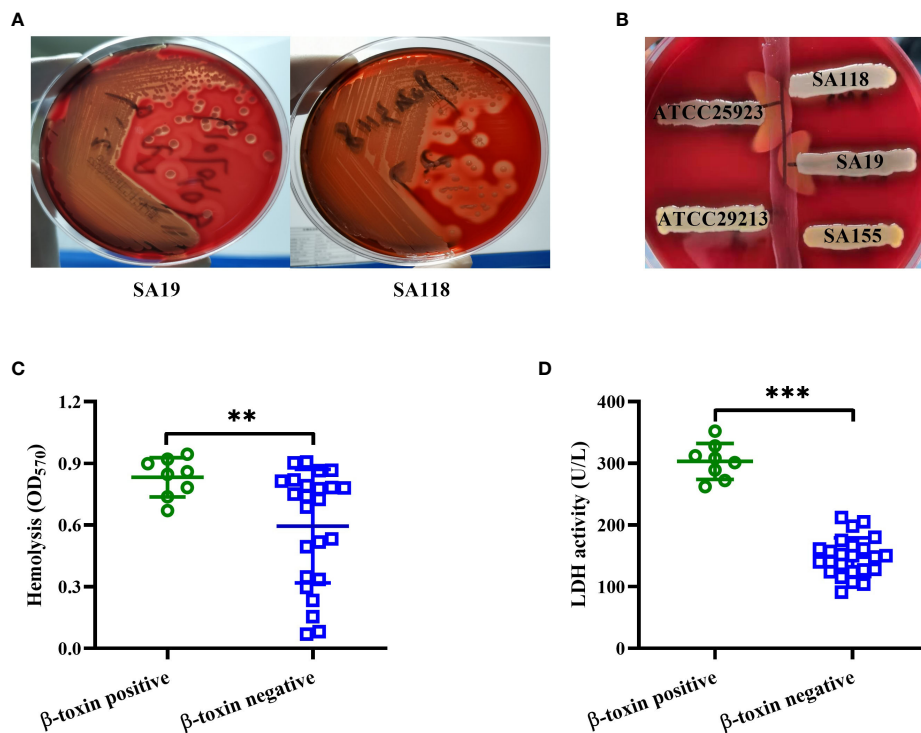 A
B
SA19
SA118
ATCC25923
SA118
SA19
ATCC29213
SA155
C
D
**
Hemolysis (OD570)
1.2
0.9
0.6
0.3
0.0
β-toxin positive
β-toxin negative
***
LDH activity (U/L)
400
300
200
100
0
β-toxin positive
β-toxin negative